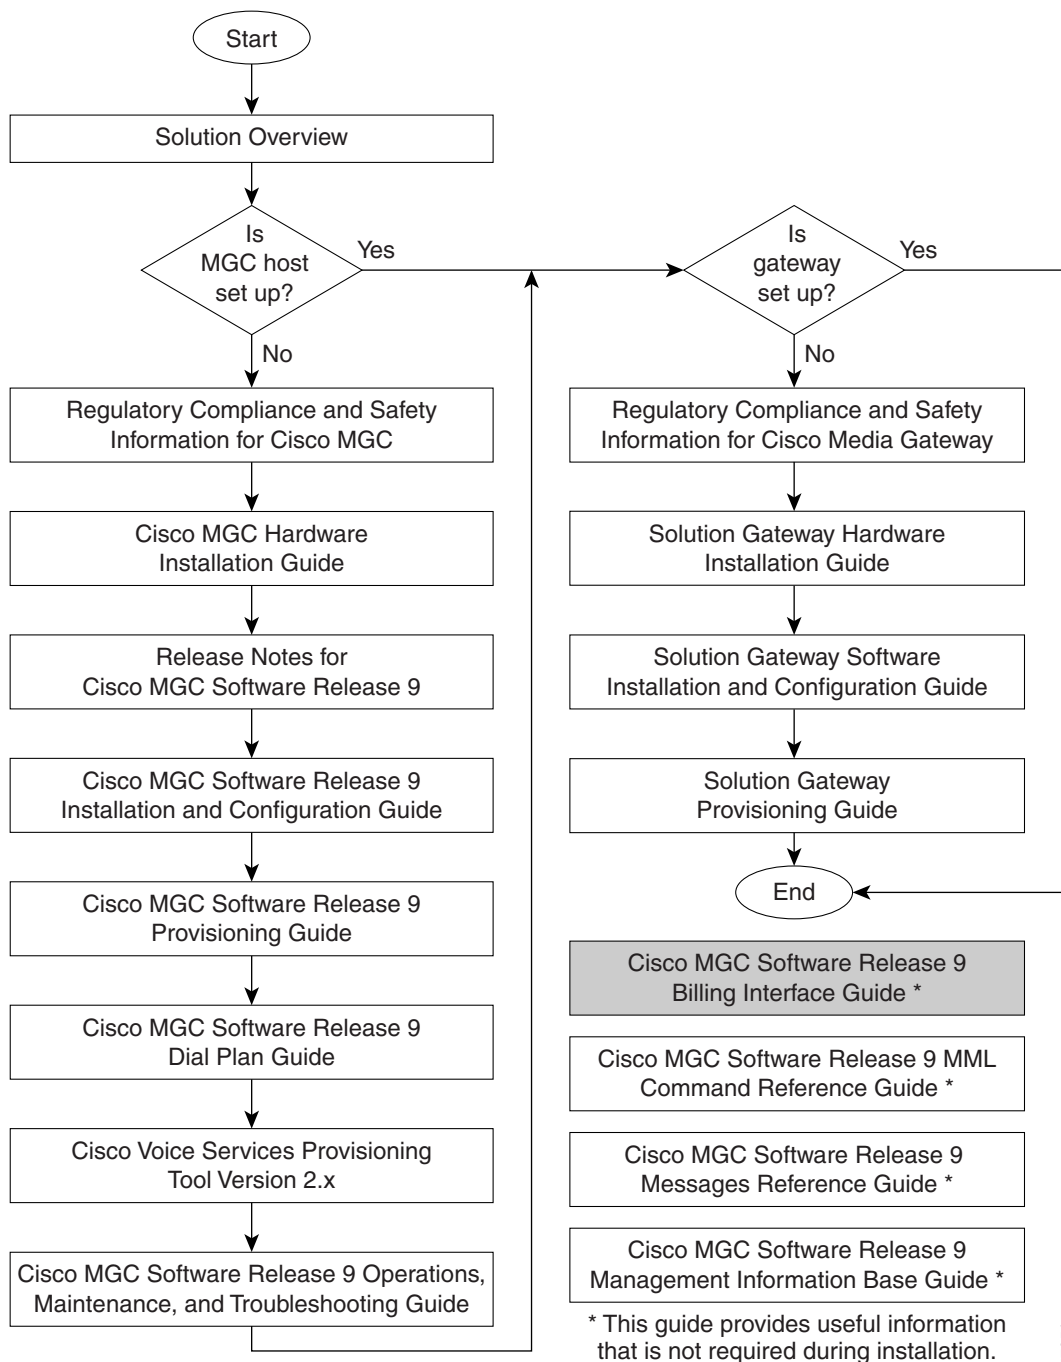 Start
Solution Overview
Is
MGC host
set up?
Yes
No
Regulatory Compliance and Safety
Information for Cisco MGC
Cisco MGC Hardware
Installation Guide
Release Notes for
Cisco MGC Software Release 9
Cisco MGC Software Release 9
Installation and Configuration Guide
Cisco MGC Software Release 9
Provisioning Guide
Cisco MGC Software Release 9
Dial Plan Guide
Cisco Voice Services Provisioning
Tool Version 2.x
Cisco MGC Software Release 9 Operations,
Maintenance, and Troubleshooting Guide
Is
gateway
set up?
Yes
No
Regulatory Compliance and Safety
Information for Cisco Media Gateway
Solution Gateway Hardware
Installation Guide
Solution Gateway Software
Installation and Configuration Guide
Solution Gateway
Provisioning Guide
End
Cisco MGC Software Release 9
Billing Interface Guide *
Cisco MGC Software Release 9 MML
Command Reference Guide *
Cisco MGC Software Release 9
Messages Reference Guide *
Cisco MGC Software Release 9
Management Information Base Guide *
* This guide provides useful information
that is not required during installation.